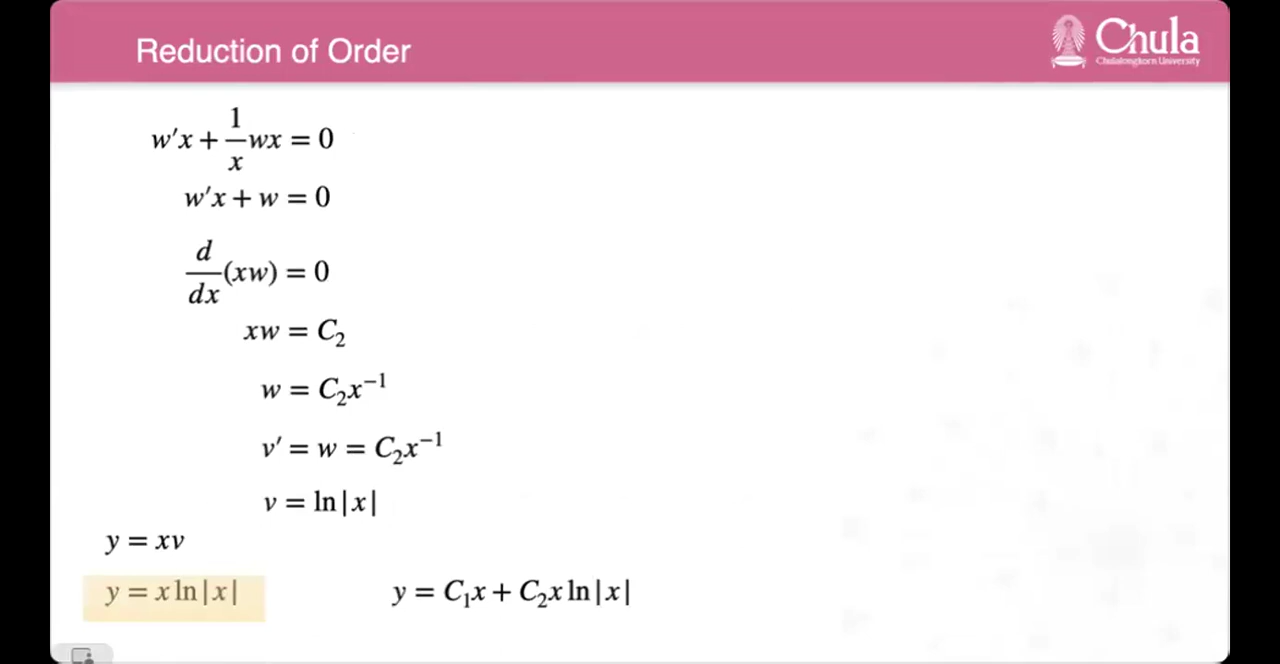 Reduction of Order
Chula
Chulalongkorn University
w′x + 1/x wx = 0
w′x + w = 0
d/dx (xw) = 0
xw = C₂
w = C₂x⁻¹
v′ = w = C₂x⁻¹
v = ln|x|
y = xv
y = x ln|x|
y = C₁x + C₂x ln|x|